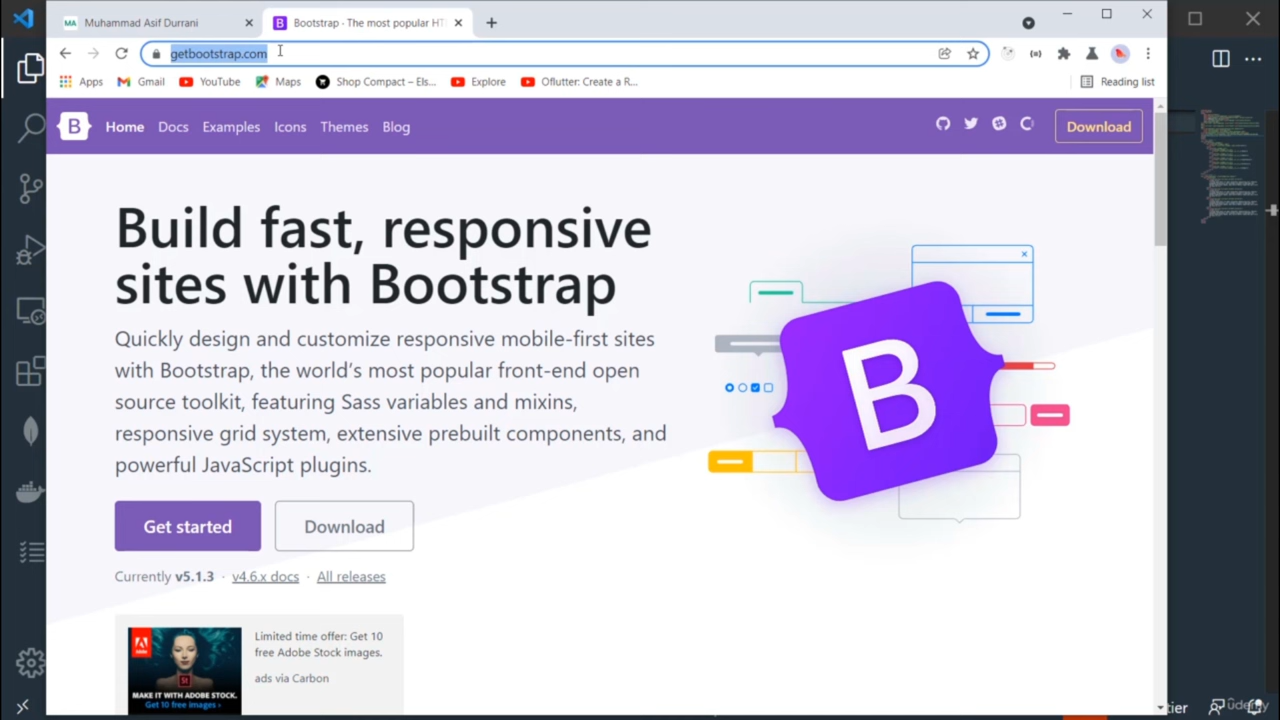 Muhammad Asif Durrani
Bootstrap · The most popular HT
getbootstrap.com
Apps
Gmail
YouTube
Maps
Shop Compact – Els...
Explore
Oflutter: Create a R...
Reading list
B
Home
Docs
Examples
Icons
Themes
Blog
Download
Build fast, responsive
sites with Bootstrap
Quickly design and customize responsive mobile-first sites
with Bootstrap, the world's most popular front-end open
source toolkit, featuring Sass variables and mixins,
responsive grid system, extensive prebuilt components, and
powerful JavaScript plugins.
B
Get started
Download
Currently v5.1.3 · v4.6.x docs · All releases
Limited time offer: Get 10
free Adobe Stock images.
ads via Carbon
Adobe
St
MAKE IT WITH ADOBE STOCK.
Get 10 free images ›
tier
ûdemy